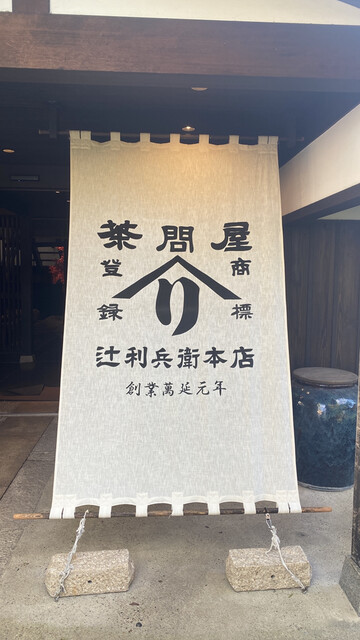 茶問屋
登録 商標
り
辻利兵衛本店
創業萬延元年